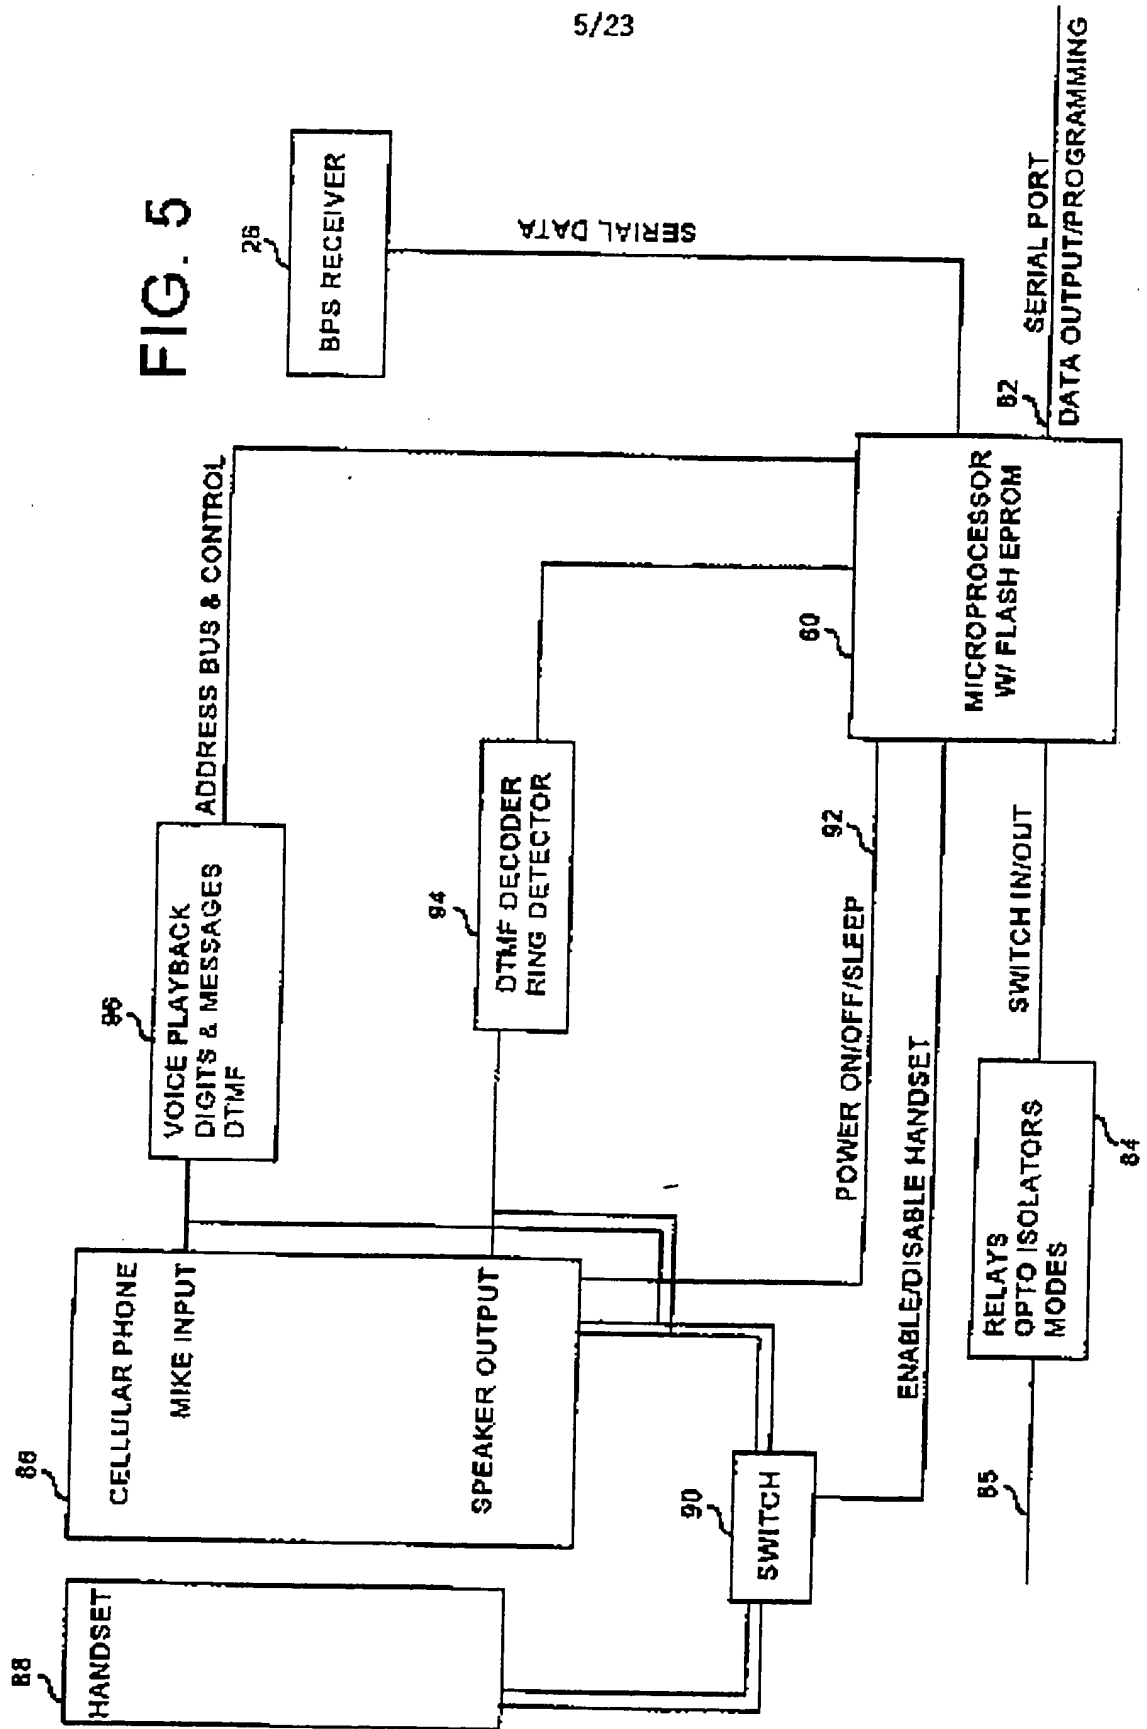 5/23
FIG. 5
88
HANDSET
86
CELLULAR PHONE
MIKE INPUT
SPEAKER OUTPUT
96
VOICE PLAYBACK
DIGITS & MESSAGES
DTMF
ADDRESS BUS & CONTROL
26
BPS RECEIVER
SERIAL DATA
94
DTMF DECODER
RING DETECTOR
90
SWITCH
POWER ON/OFF/SLEEP
92
ENABLE/DISABLE HANDSET
60
MICROPROCESSOR
W/ FLASH EPROM
62
SERIAL PORT
DATA OUTPUT/PROGRAMMING
85
RELAYS
OPTO ISOLATORS
MODES
84
SWITCH IN/OUT